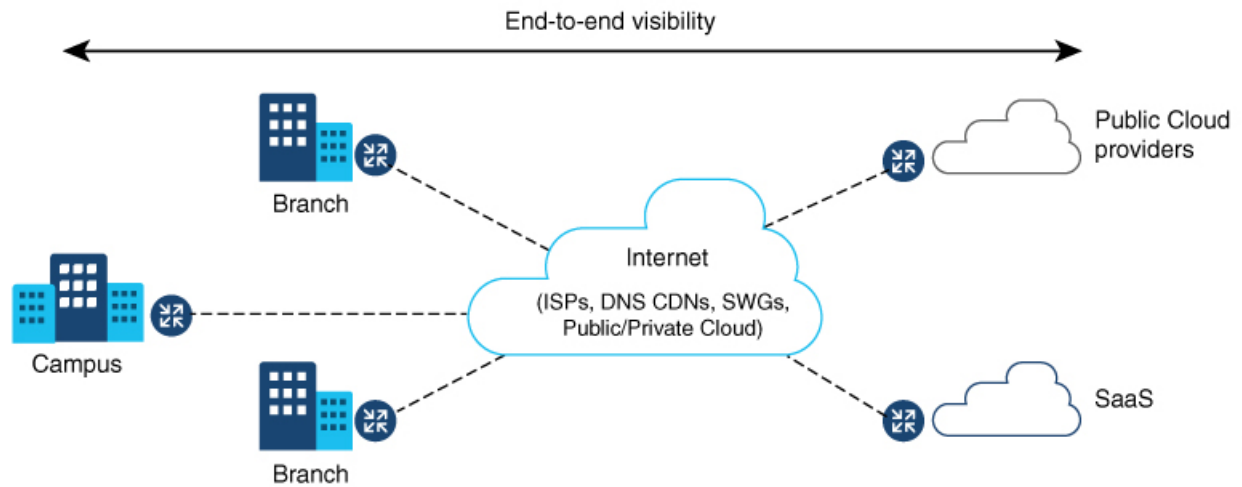 End-to-end visibility
Branch
Public Cloud
providers
Internet
(ISPs, DNS CDNs, SWGs,
Public/Private Cloud)
Campus
SaaS
Branch